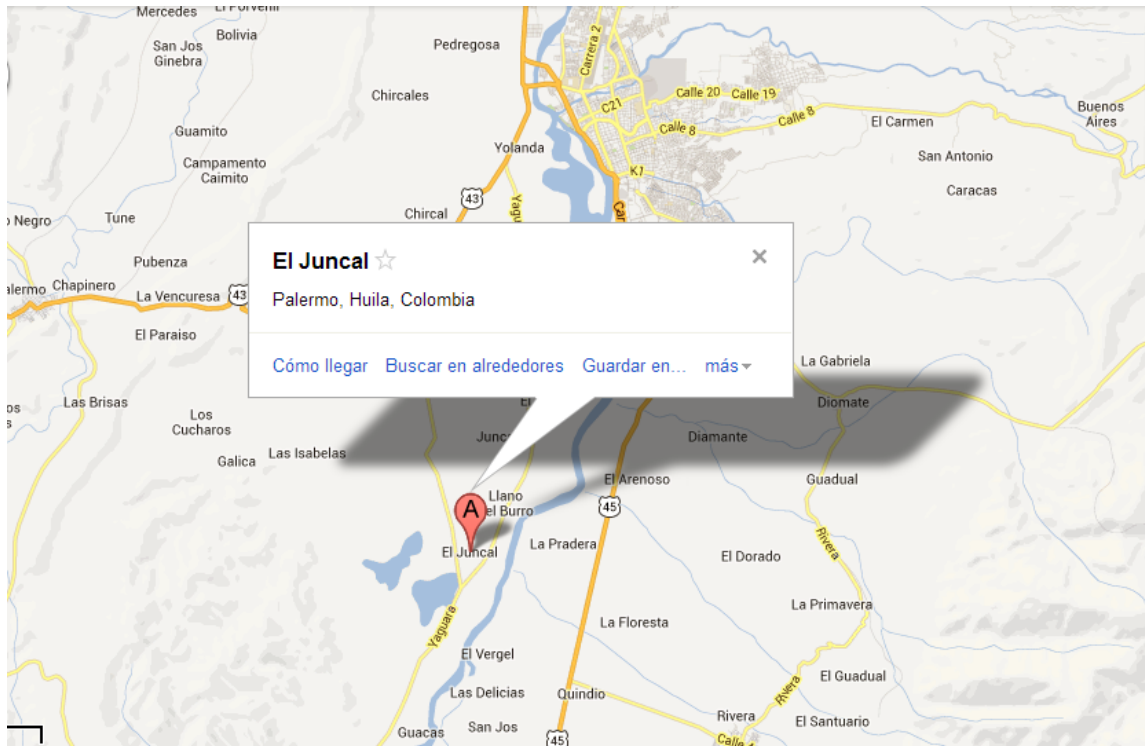 Mercedes
El Porvenir
Bolivia
San Jos
Ginebra
Pedregosa
Carrera 2
Chircales
C21
Calle 20
Calle 19
Calle 8
Calle 8
El Carmen
Buenos
Aires
Guamito
Yolanda
Campamento
Caimito
San Antonio
K1
Caracas
43
Negro
Tune
Chircal
Pubenza
Chapinero
La Vencuresa
43
El Paraiso
El Juncal
Palermo, Huila, Colombia
Cómo llegar Buscar en alrededores Guardar en... más
La Gabriela
Las Brisas
Los
Cucharos
Diomate
Diamante
Galica
Las Isabelas
El Arenoso
Guadual
A
Llano
el Burro
45
El Juncal
La Pradera
El Dorado
Rivera
La Primavera
Yaguara
La Floresta
El Vergel
El Guadual
Las Delicias
Quindio
Rivera
Guacas
San Jos
Rivera
El Santuario
45